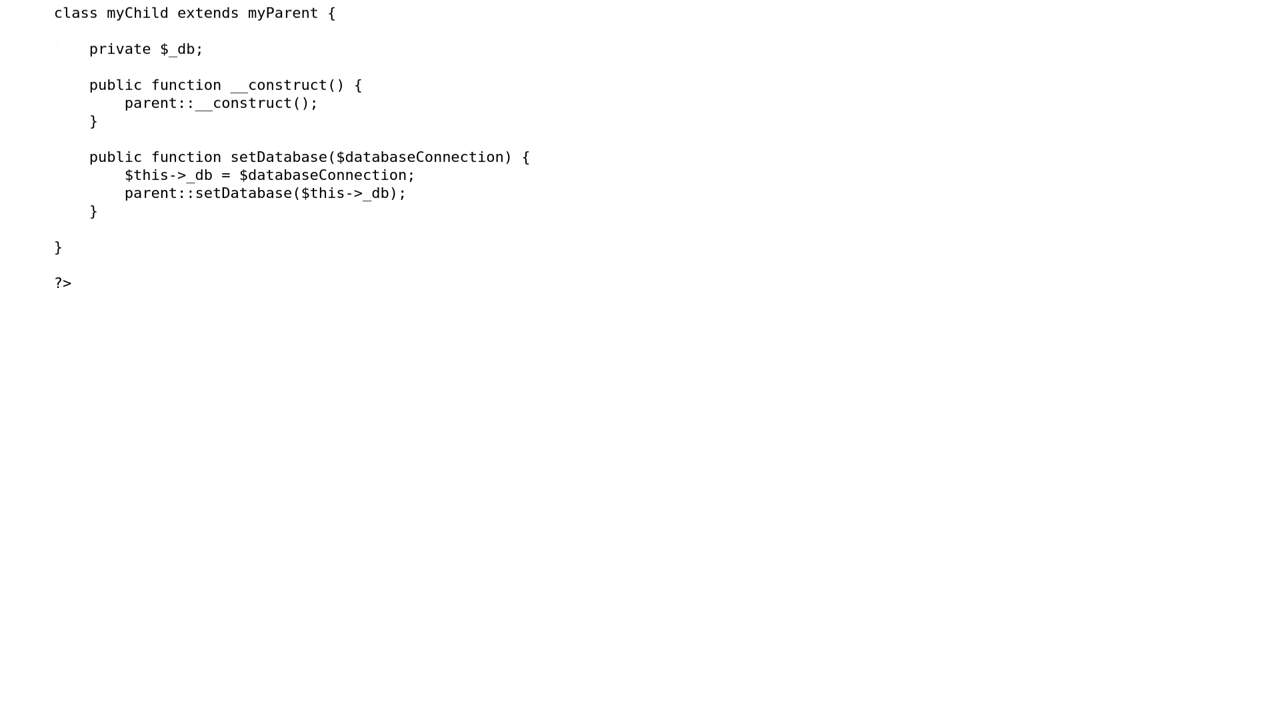 class myChild extends myParent {
    private $_db;
    public function __construct() {
        parent::__construct();
    }
    public function setDatabase($databaseConnection) {
        $this->_db = $databaseConnection;
        parent::setDatabase($this->_db);
    }
}
?>